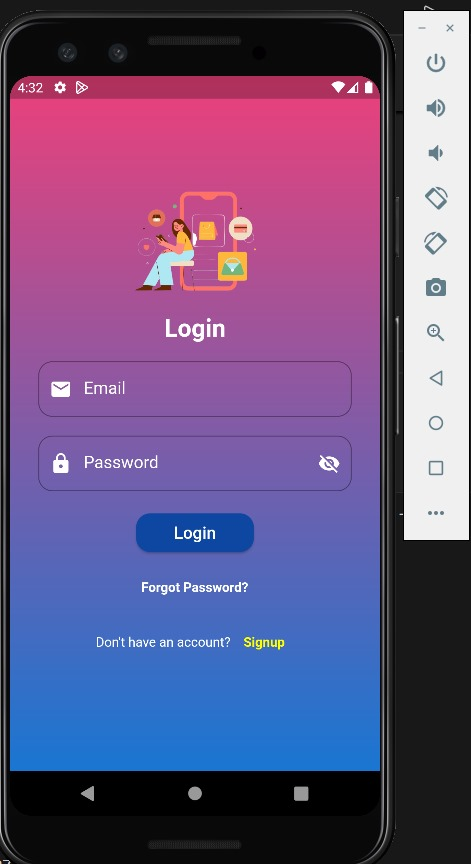 4:32
Login
Email
Password
Login
Forgot Password?
Don't have an account? Signup